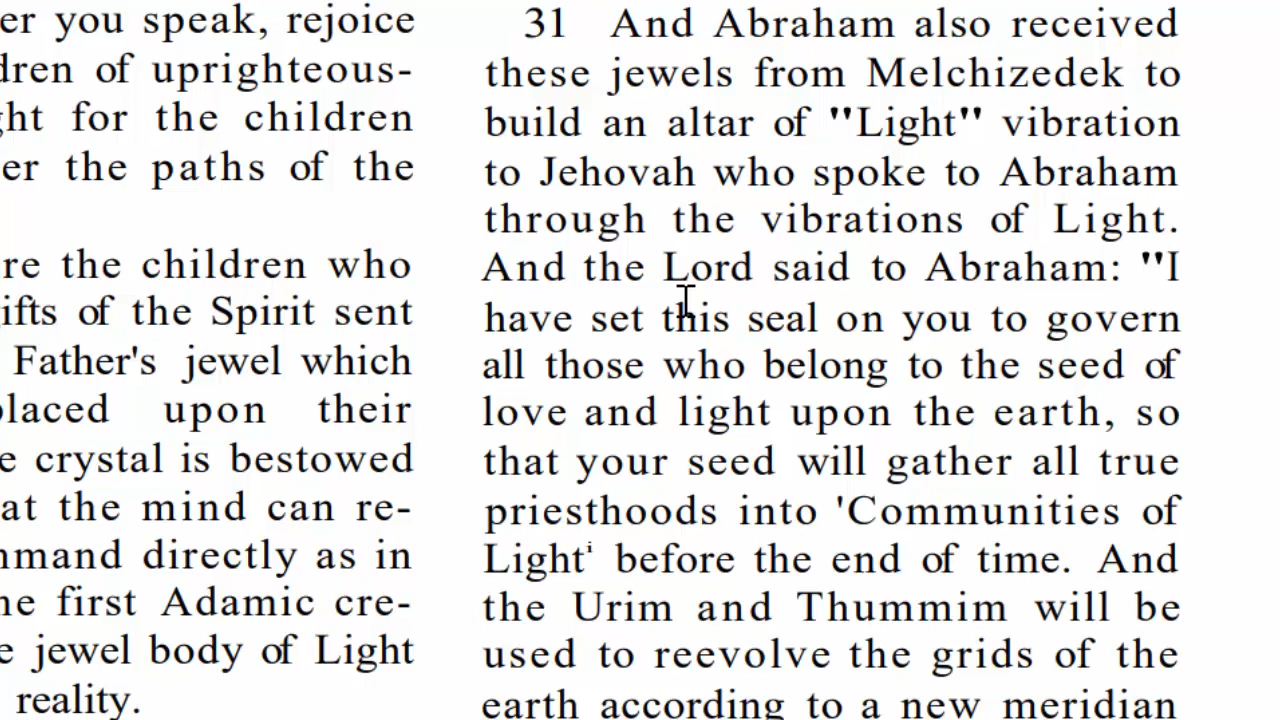 er you speak, rejoice
dren of uprighteous-
ght for the children
er the paths of the
re the children who
ifts of the Spirit sent
Father's jewel which
placed upon their
e crystal is bestowed
at the mind can re-
mmand directly as in
he first Adamic cre-
e jewel body of Light
reality.
31 And Abraham also received
these jewels from Melchizedek to
build an altar of "Light" vibration
to Jehovah who spoke to Abraham
through the vibrations of Light.
And the Lord said to Abraham: "I
have set this seal on you to govern
all those who belong to the seed of
love and light upon the earth, so
that your seed will gather all true
priesthoods into 'Communities of
Light' before the end of time. And
the Urim and Thummim will be
used to reevolve the grids of the
earth according to a new meridian